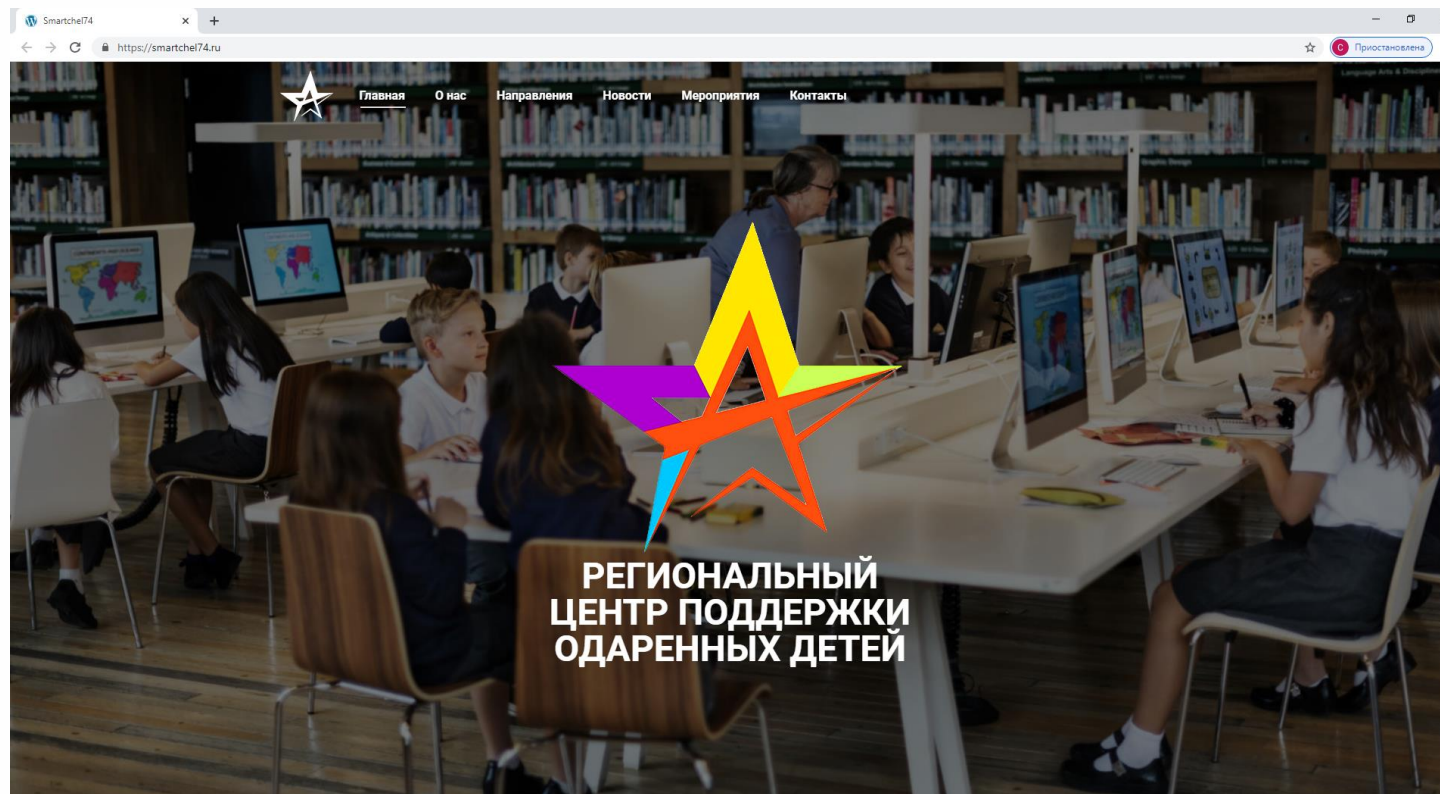 Smartchel74
https://smartchel74.ru
С Приостановлена
Главная О нас Направления Новости Мероприятия Контакты
РЕГИОНАЛЬНЫЙ
ЦЕНТР ПОДДЕРЖКИ
ОДАРЕННЫХ ДЕТЕЙ